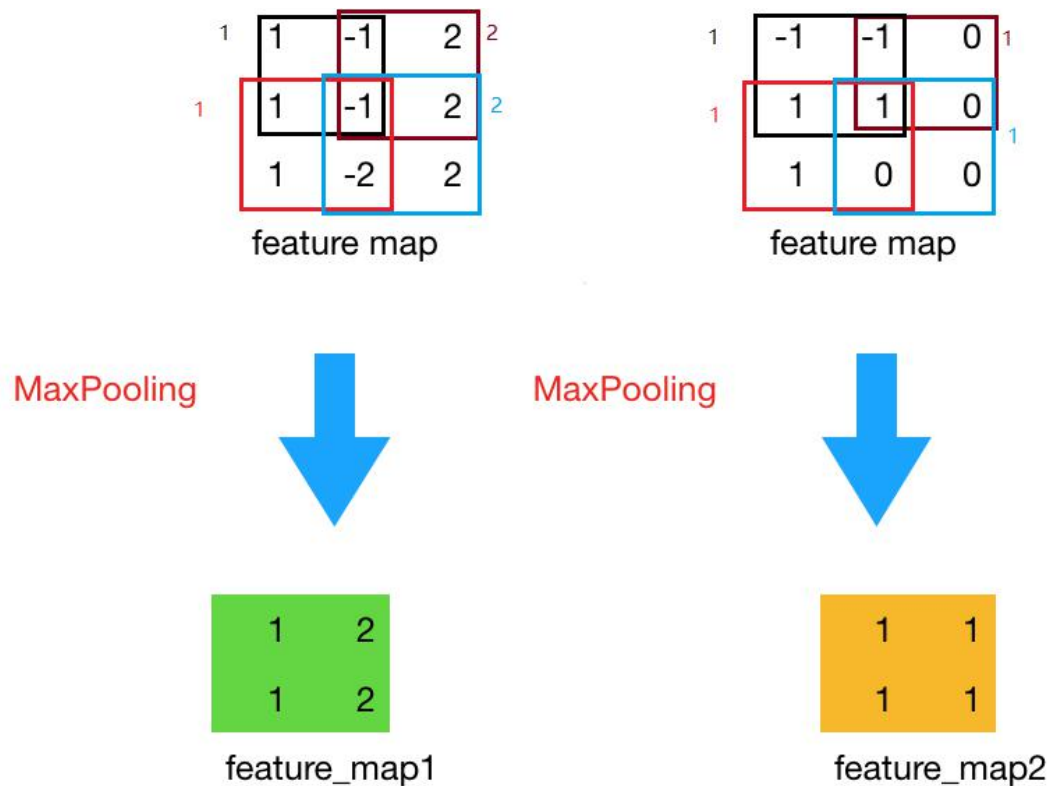 1 1 -1 2 2
1 1 -1 2 2
1 -2 2
feature map
1 -1 -1 0 1
1 1 1 0 1
1 0 0
feature map
MaxPooling
MaxPooling
1 2
1 2
feature_map1
1 1
1 1
feature_map2